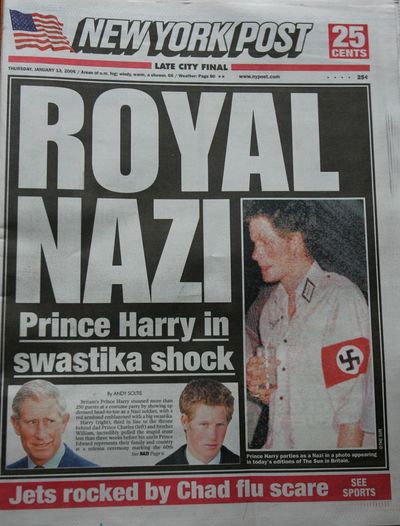 NEW YORK POST
25 CENTS
LATE CITY FINAL
THURSDAY, JANUARY 13, 2005 / Areas of a.m. fog; windy, warm, a shower, 55 / Weather: Page 50 ★★
www.nypost.com
25¢
ROYAL
NAZI
Prince Harry in
swastika shock
By ANDY SOLTIS
Britain's Prince Harry stunned more than
250 guests at a costume party by showing up
dressed head-to-toe as a Nazi soldier, with a
red armband emblazoned with a big swastika.
Harry (right), third in line to the throne
behind dad Prince Charles (left) and brother
William, incredibly pulled the stupid stunt
less than three weeks before his uncle Prince
Edward represents their family and country
at a solemn ceremony marking the 60th
See NAZI Page
Prince Harry parties as a Nazi in a photo appearing
in today's editions of The Sun in Britain.
Jets rocked by Chad flu scare
SEE
SPORTS